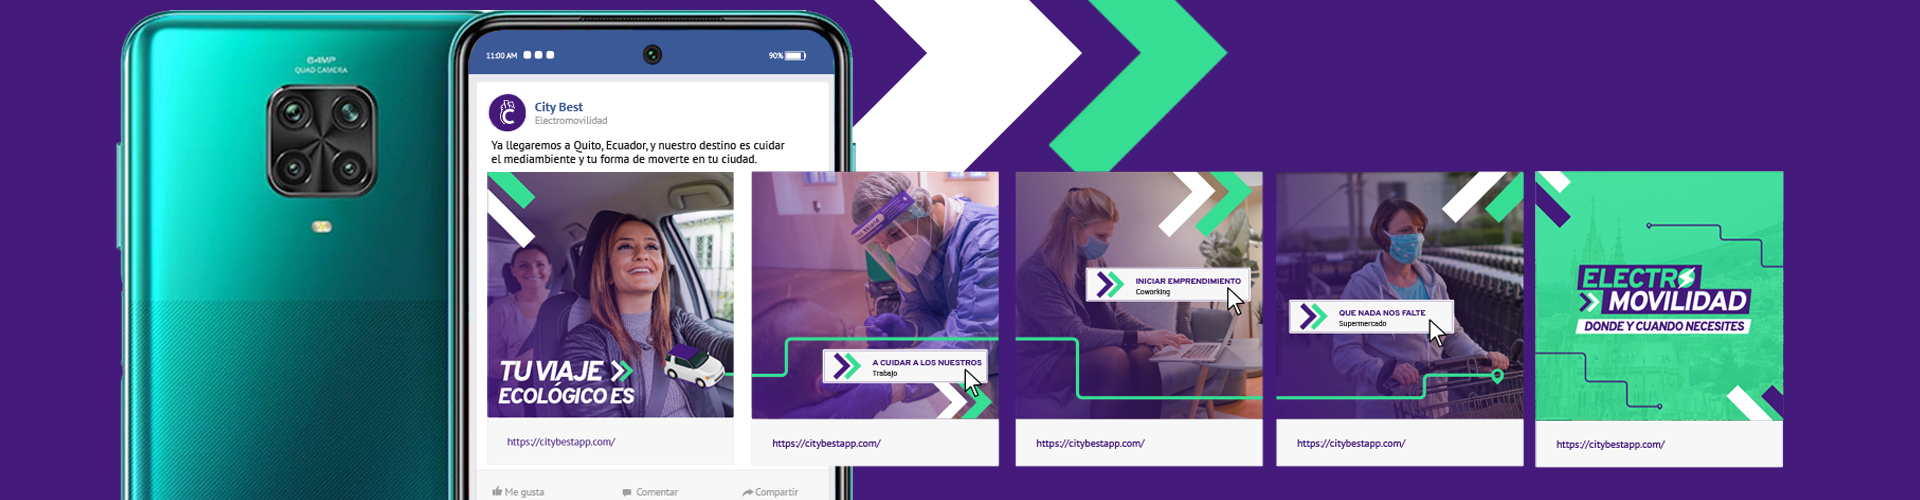 64MP
QUAD CAMERA
11:00 AM
90%
City Best
Electromovilidad
Ya llegaremos a Quito, Ecuador, y nuestro destino es cuidar
el mediambiente y tu forma de moverte en tu ciudad.
TU VIAJE
ECOLÓGICO ES
https://citybestapp.com/
A CUIDAR A LOS NUESTROS
Trabajo
https://citybestapp.com/
INICIAR EMPRENDIMIENTO
Coworking
https://citybestapp.com/
QUE NADA NOS FALTE
Supermercado
https://citybestapp.com/
ELECTRO
MOVILIDAD
DONDE Y CUANDO NECESITES
https://citybestapp.com/
Me gusta
Comentar
Compartir